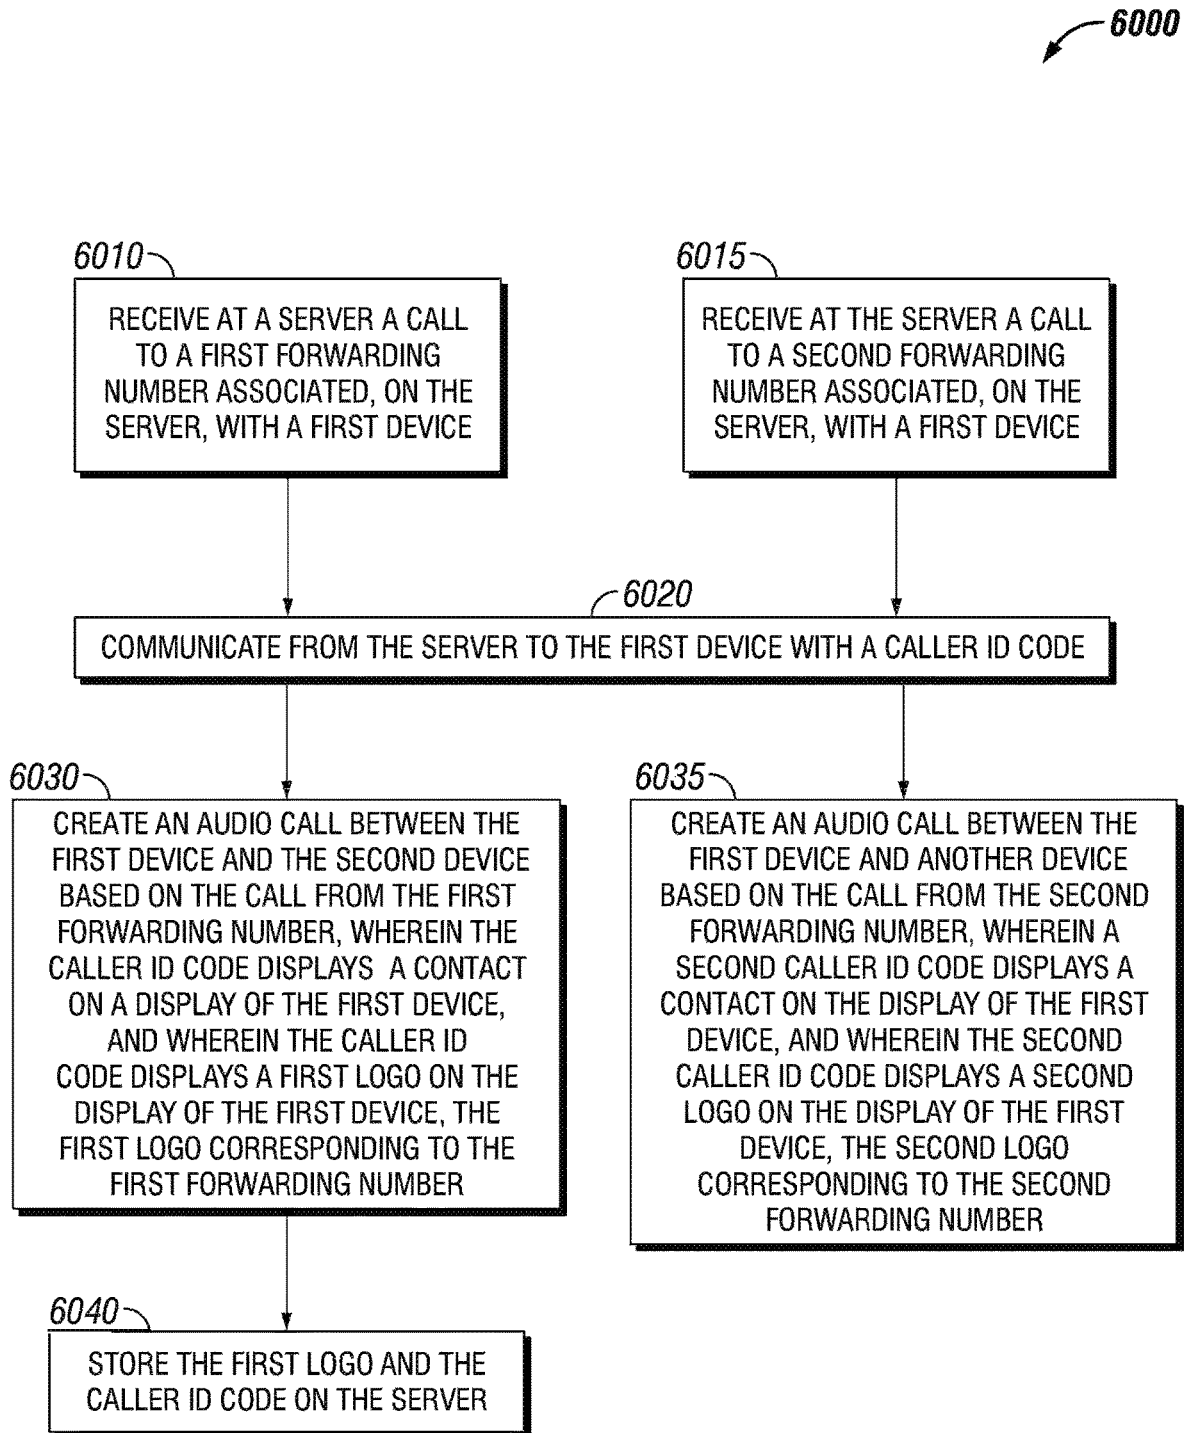 6000
6010
RECEIVE AT A SERVER A CALL
TO A FIRST FORWARDING
NUMBER ASSOCIATED, ON THE
SERVER, WITH A FIRST DEVICE
6015
RECEIVE AT THE SERVER A CALL
TO A SECOND FORWARDING
NUMBER ASSOCIATED, ON THE
SERVER, WITH A FIRST DEVICE
6020
COMMUNICATE FROM THE SERVER TO THE FIRST DEVICE WITH A CALLER ID CODE
6030
CREATE AN AUDIO CALL BETWEEN THE
FIRST DEVICE AND THE SECOND DEVICE
BASED ON THE CALL FROM THE FIRST
FORWARDING NUMBER, WHEREIN THE
CALLER ID CODE DISPLAYS A CONTACT
ON A DISPLAY OF THE FIRST DEVICE,
AND WHEREIN THE CALLER ID
CODE DISPLAYS A FIRST LOGO ON THE
DISPLAY OF THE FIRST DEVICE, THE
FIRST LOGO CORRESPONDING TO THE
FIRST FORWARDING NUMBER
6035
CREATE AN AUDIO CALL BETWEEN THE
FIRST DEVICE AND ANOTHER DEVICE
BASED ON THE CALL FROM THE SECOND
FORWARDING NUMBER, WHEREIN A
SECOND CALLER ID CODE DISPLAYS A
CONTACT ON THE DISPLAY OF THE FIRST
DEVICE, AND WHEREIN THE SECOND
CALLER ID CODE DISPLAYS A SECOND
LOGO ON THE DISPLAY OF THE FIRST
DEVICE, THE SECOND LOGO
CORRESPONDING TO THE SECOND
FORWARDING NUMBER
6040
STORE THE FIRST LOGO AND THE
CALLER ID CODE ON THE SERVER